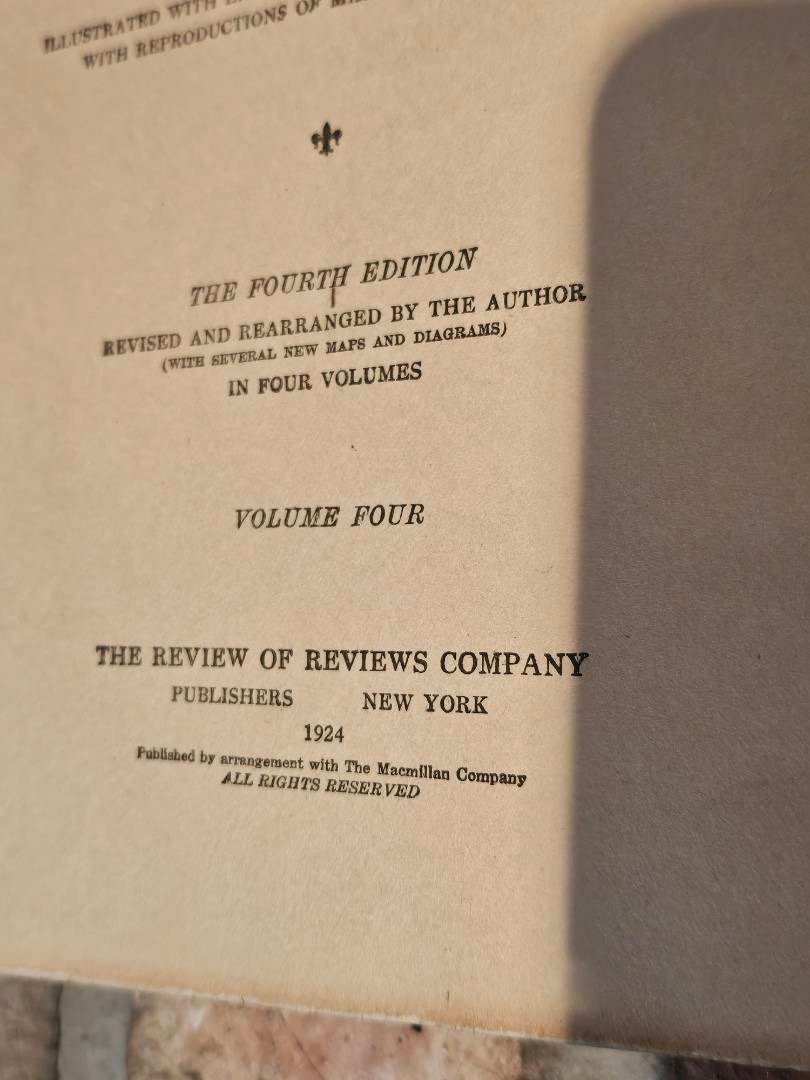 ILLUSTRATED WITH
WITH REPRODUCTIONS OF
THE FOURTH EDITION
REVISED AND REARRANGED BY THE AUTHOR
(WITH SEVERAL NEW MAPS AND DIAGRAMS)
IN FOUR VOLUMES
VOLUME FOUR
THE REVIEW OF REVIEWS COMPANY
PUBLISHERS NEW YORK
1924
Published by arrangement with The Macmillan Company
ALL RIGHTS RESERVED